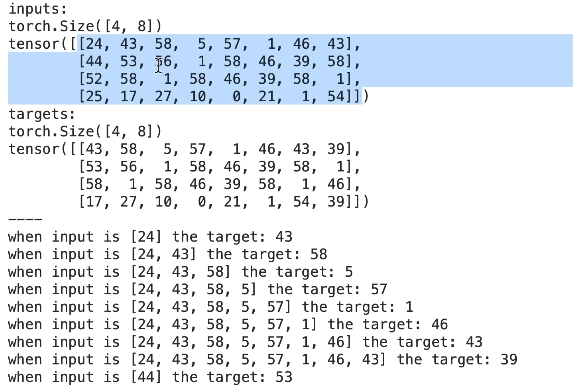 inputs:
torch.Size([4, 8])
tensor([[24, 43, 58,  5, 57,  1, 46, 43],
        [44, 53, 56,  1, 58, 46, 39, 58],
        [52, 58,  1, 58, 46, 39, 58,  1],
        [25, 17, 27, 10,  0, 21,  1, 54]])
targets:
torch.Size([4, 8])
tensor([[43, 58,  5, 57,  1, 46, 43, 39],
        [53, 56,  1, 58, 46, 39, 58,  1],
        [58,  1, 58, 46, 39, 58,  1, 46],
        [17, 27, 10,  0, 21,  1, 54, 39]])
----
when input is [24] the target: 43
when input is [24, 43] the target: 58
when input is [24, 43, 58] the target: 5
when input is [24, 43, 58, 5] the target: 57
when input is [24, 43, 58, 5, 57] the target: 1
when input is [24, 43, 58, 5, 57, 1] the target: 46
when input is [24, 43, 58, 5, 57, 1, 46] the target: 43
when input is [24, 43, 58, 5, 57, 1, 46, 43] the target: 39
when input is [44] the target: 53